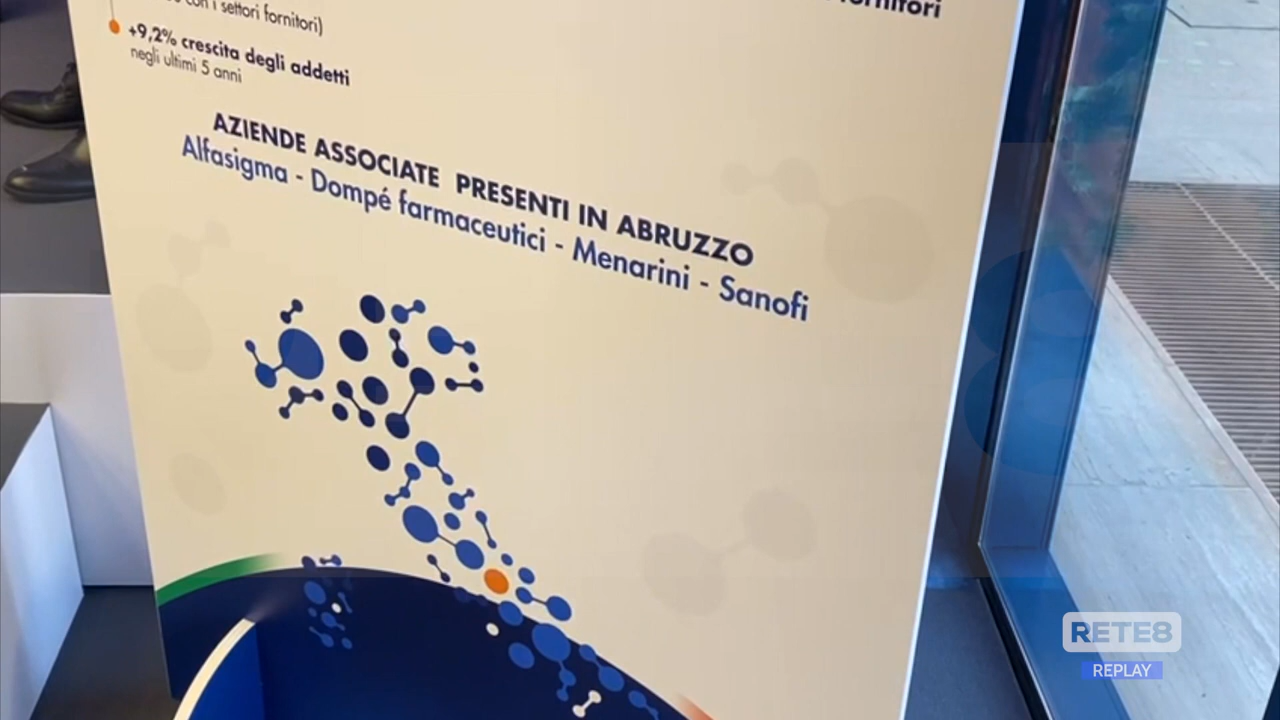 con i settori fornitori)
fornitori
+9,2% crescita degli addetti
negli ultimi 5 anni
AZIENDE ASSOCIATE PRESENTI IN ABRUZZO
Alfasigma - Dompé farmaceutici - Menarini - Sanofi
RETE8
REPLAY